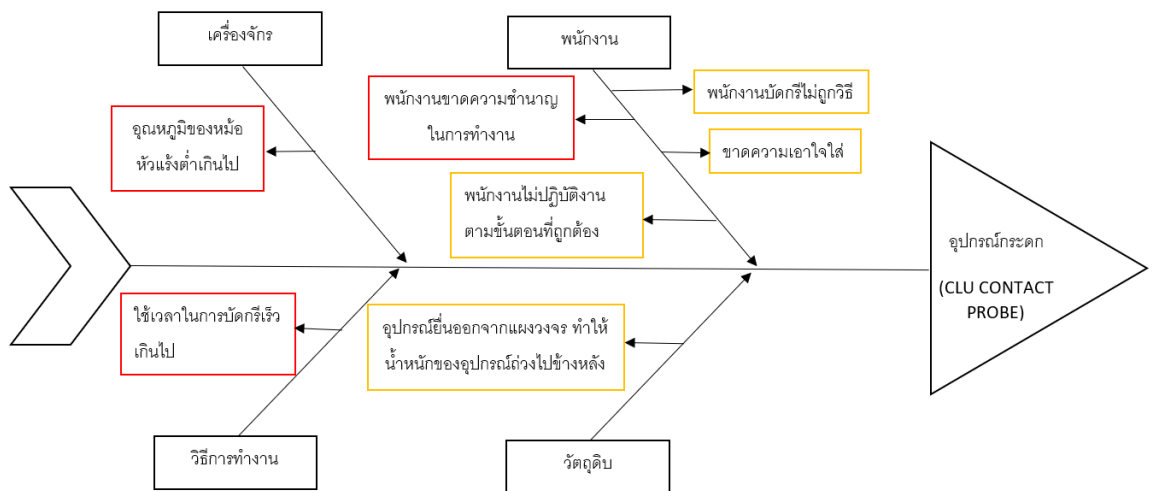 เครื่องจักร
พนักงาน
พนักงานขาดความชำนาญ
ในการทำงาน
พนักงานบัดกรีไม่ถูกวิธี
อุณหภูมิของหม้อ
หัวแร้งต่ำเกินไป
ขาดความเอาใจใส่
พนักงานไม่ปฏิบัติงาน
ตามขั้นตอนที่ถูกต้อง
อุปกรณ์กระดก
(CLU CONTACT
PROBE)
ใช้เวลาในการบัดกรีเร็ว
เกินไป
อุปกรณ์ยื่นออกจากแผงวงจร ทำให้
น้ำหนักของอุปกรณ์ถ่วงไปข้างหลัง
วิธีการทำงาน
วัตถุดิบ